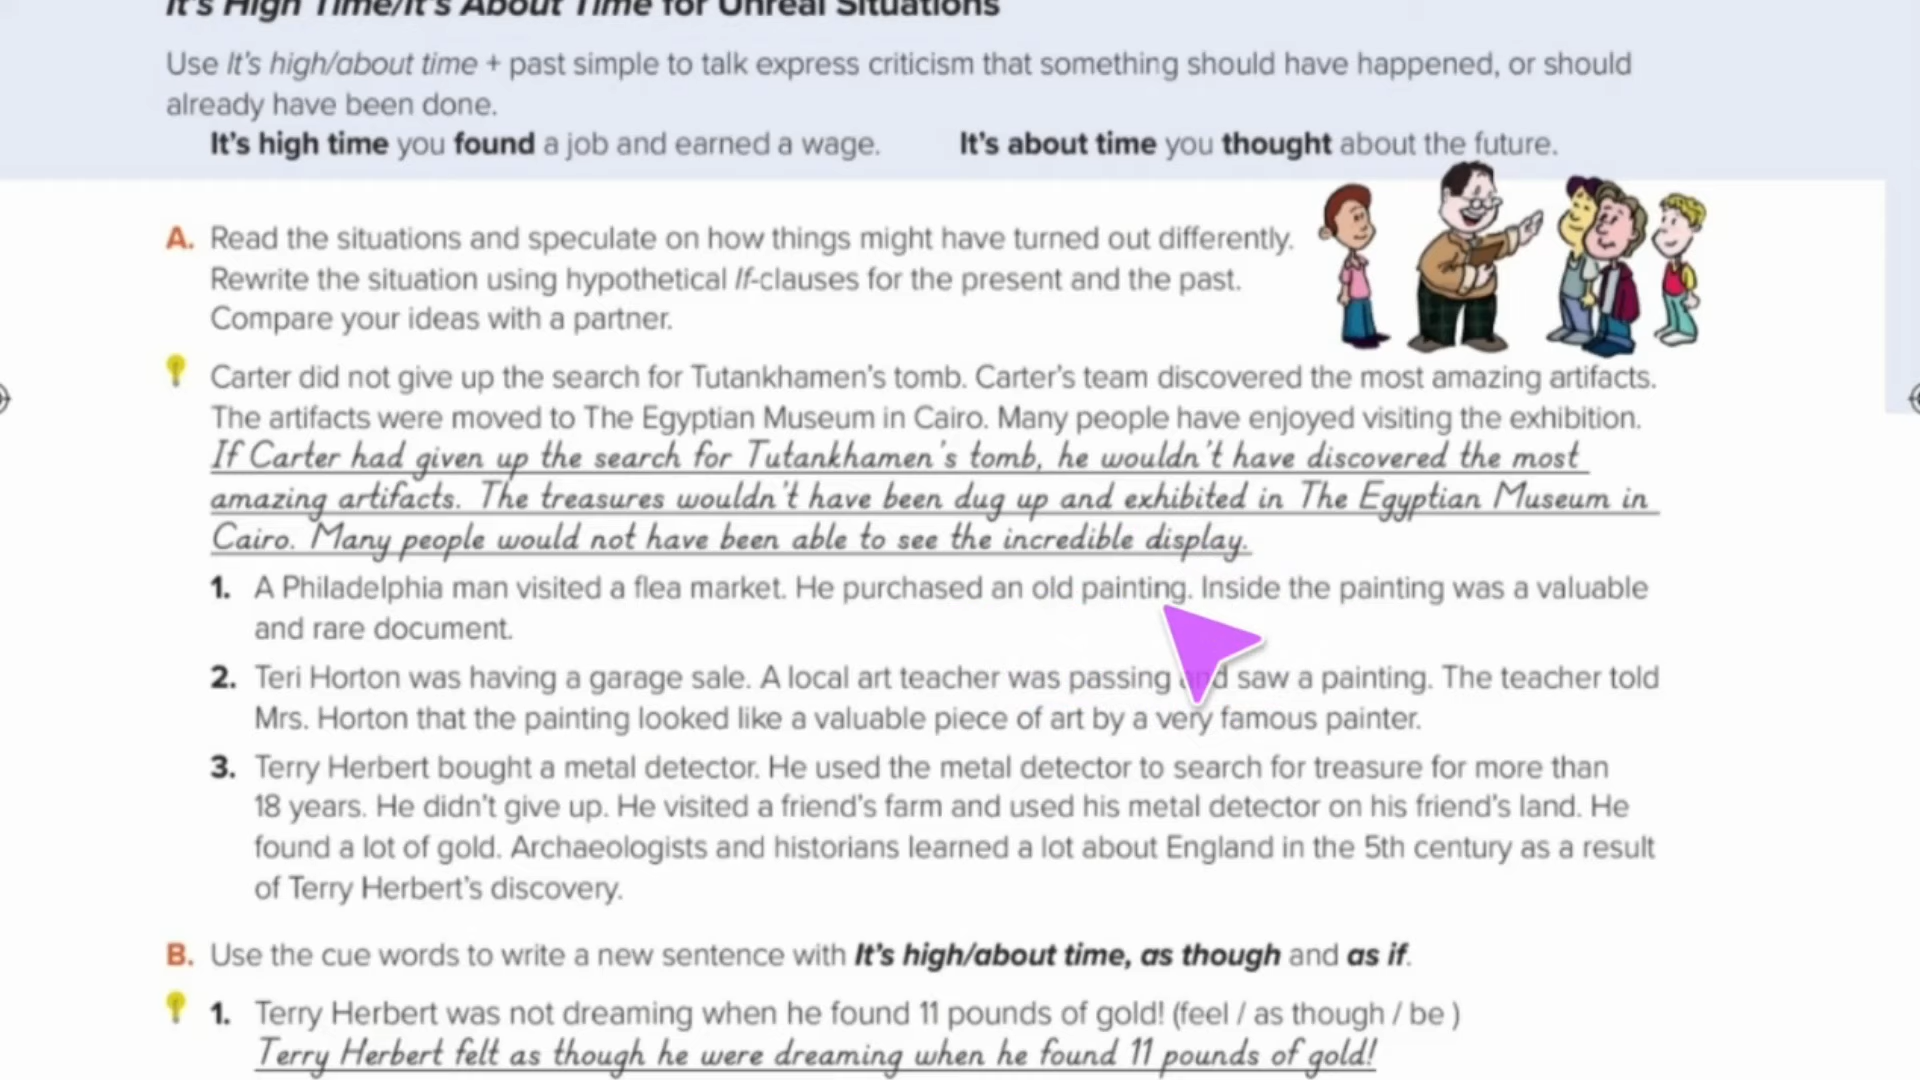 It's High Time/It's About Time for Unreal Situations
Use It's high/about time + past simple to talk express criticism that something should have happened, or should
already have been done.
It's high time you found a job and earned a wage. It's about time you thought about the future.
A. Read the situations and speculate on how things might have turned out differently.
Rewrite the situation using hypothetical If-clauses for the present and the past.
Compare your ideas with a partner.
Carter did not give up the search for Tutankhamen's tomb. Carter's team discovered the most amazing artifacts.
The artifacts were moved to The Egyptian Museum in Cairo. Many people have enjoyed visiting the exhibition.
If Carter had given up the search for Tutankhamen's tomb, he wouldn't have discovered the most
amazing artifacts. The treasures wouldn't have been dug up and exhibited in The Egyptian Museum in
Cairo. Many people would not have been able to see the incredible display.
1. A Philadelphia man visited a flea market. He purchased an old painting. Inside the painting was a valuable
and rare document.
2. Teri Horton was having a garage sale. A local art teacher was passing and saw a painting. The teacher told
Mrs. Horton that the painting looked like a valuable piece of art by a very famous painter.
3. Terry Herbert bought a metal detector. He used the metal detector to search for treasure for more than
18 years. He didn't give up. He visited a friend's farm and used his metal detector on his friend's land. He
found a lot of gold. Archaeologists and historians learned a lot about England in the 5th century as a result
of Terry Herbert's discovery.
B. Use the cue words to write a new sentence with It's high/about time, as though and as if.
1. Terry Herbert was not dreaming when he found 11 pounds of gold! (feel / as though / be )
Terry Herbert felt as though he were dreaming when he found 11 pounds of gold!